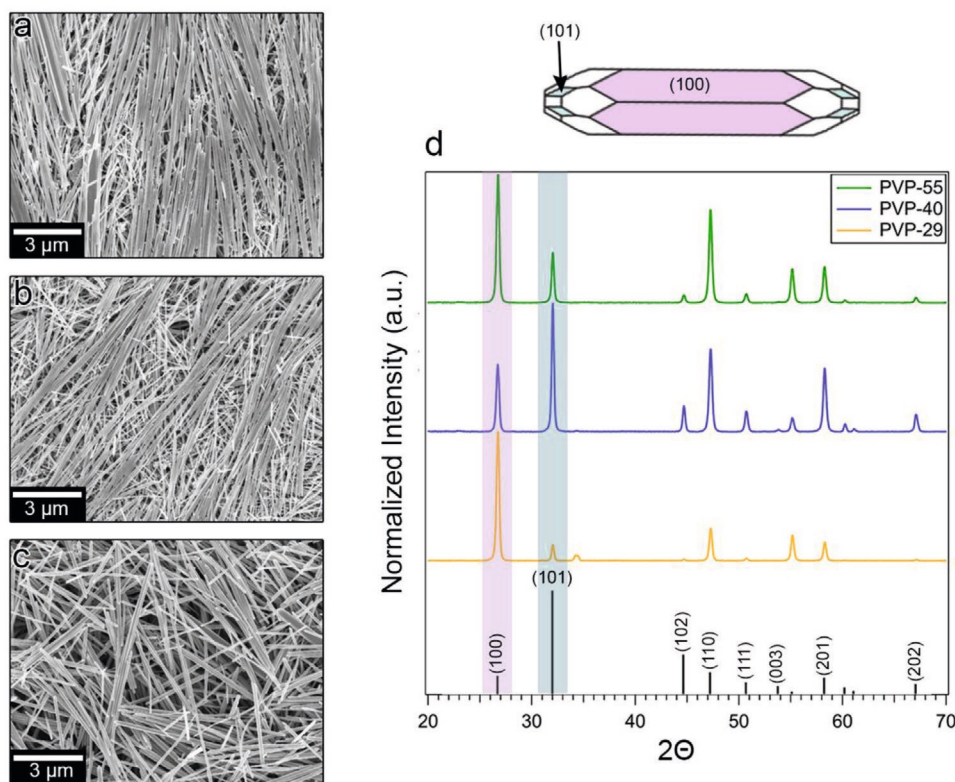 a
3 μm
b
3 μm
c
3 μm
(101)
(100)
d
PVP-55
PVP-40
PVP-29
Normalized Intensity (a.u.)
(100)
(101)
(102)
(110)
(111)
(003)
(201)
(202)
20 30 40 50 60 70
2Θ